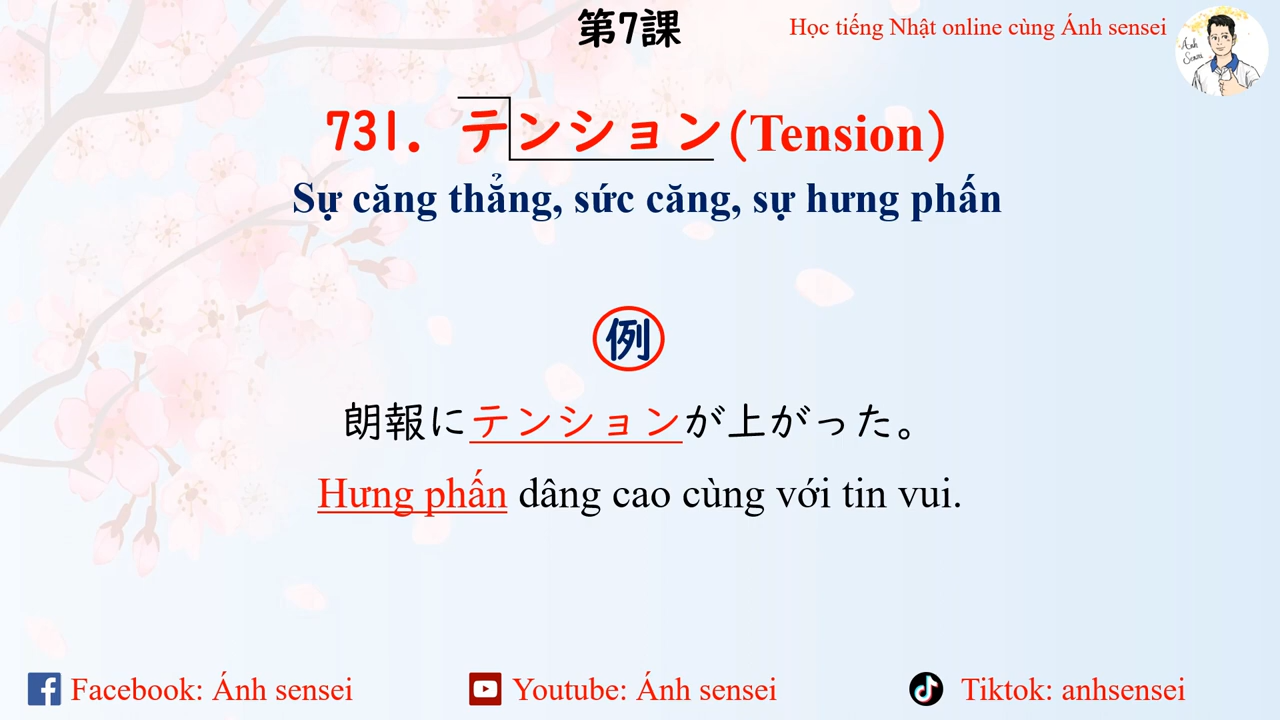 第7課
Học tiếng Nhật online cùng Ánh sensei
Ánh
Sensei
731. テンション(Tension)
Sự căng thẳng, sức căng, sự hưng phấn
例
朗報にテンションが上がった。
Hưng phấn dâng cao cùng với tin vui.
Facebook: Ánh sensei
Youtube: Ánh sensei
Tiktok: anhsensei